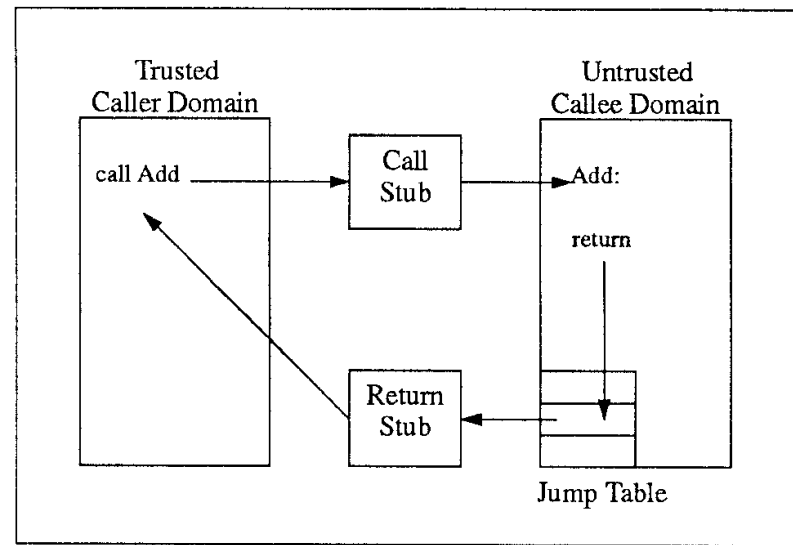 Trusted
Caller Domain
Untrusted
Callee Domain
call Add
Call
Stub
Add:
return
Return
Stub
Jump Table